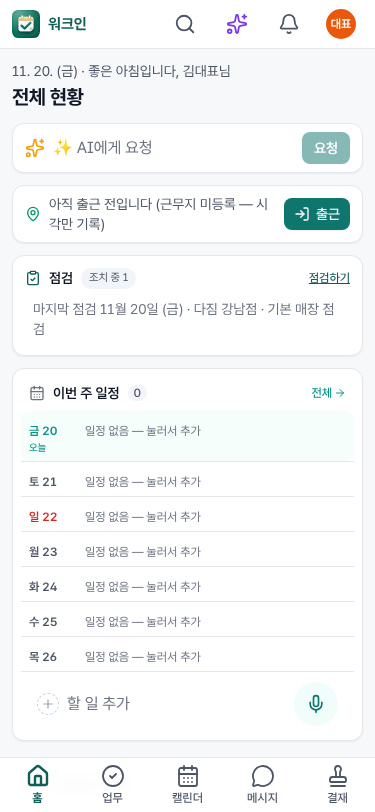 워크인
대표
11. 20. (금) · 좋은 아침입니다, 김대표님
전체 현황
✨ AI에게 요청
요청
아직 출근 전입니다 (근무지 미등록 — 시
각만 기록)
출근
점검
조치 중 1
점검하기
마지막 점검 11월 20일 (금) · 다짐 강남점 · 기본 매장 점
검
이번 주 일정
0
전체 →
금 20
오늘
일정 없음 — 눌러서 추가
토 21
일정 없음 — 눌러서 추가
일 22
일정 없음 — 눌러서 추가
월 23
일정 없음 — 눌러서 추가
화 24
일정 없음 — 눌러서 추가
수 25
일정 없음 — 눌러서 추가
목 26
일정 없음 — 눌러서 추가
할 일 추가
홈
업무
캘린더
메시지
결재